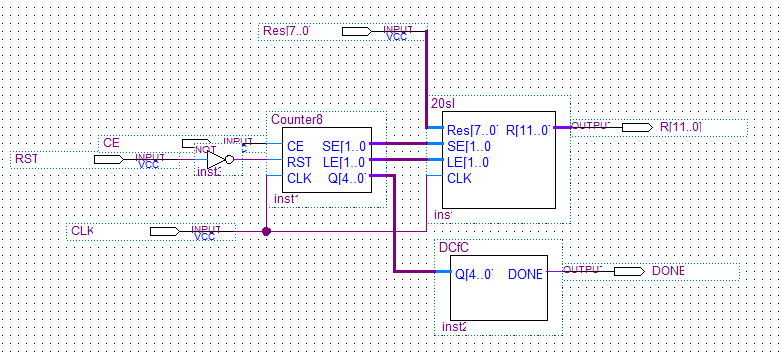 Res[7..0]
INPUT
VCC
20sl
Res[7..0]
R[11..0]
SE[1..0]
LE[1..0]
CLK
inst
OUTPUT
R[11..0]
Counter8
CE
SE[1..0]
RST
LE[1..0]
CLK
Q[4..0]
inst1
CE
INPUT
NOT
inst
RST
INPUT
VCC
CLK
INPUT
VCC
DCfC
Q[4..0]
DONE
inst2
OUTPUT
DONE